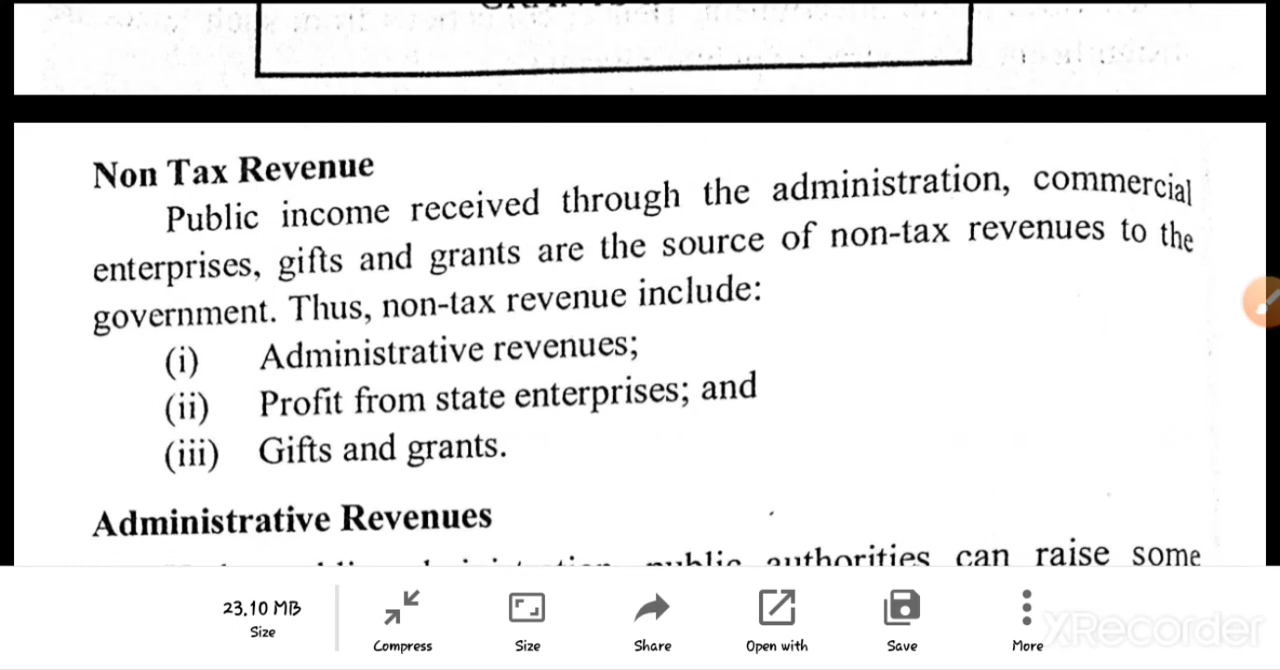 Non Tax Revenue
Public income received through the administration, commercial
enterprises, gifts and grants are the source of non-tax revenues to the
government. Thus, non-tax revenue include:
(i) Administrative revenues;
(ii) Profit from state enterprises; and
(iii) Gifts and grants.
Administrative Revenues
public authorities can raise some
23.10 MB
Size
Compress
Size
Share
Open with
Save
More
XRecorder